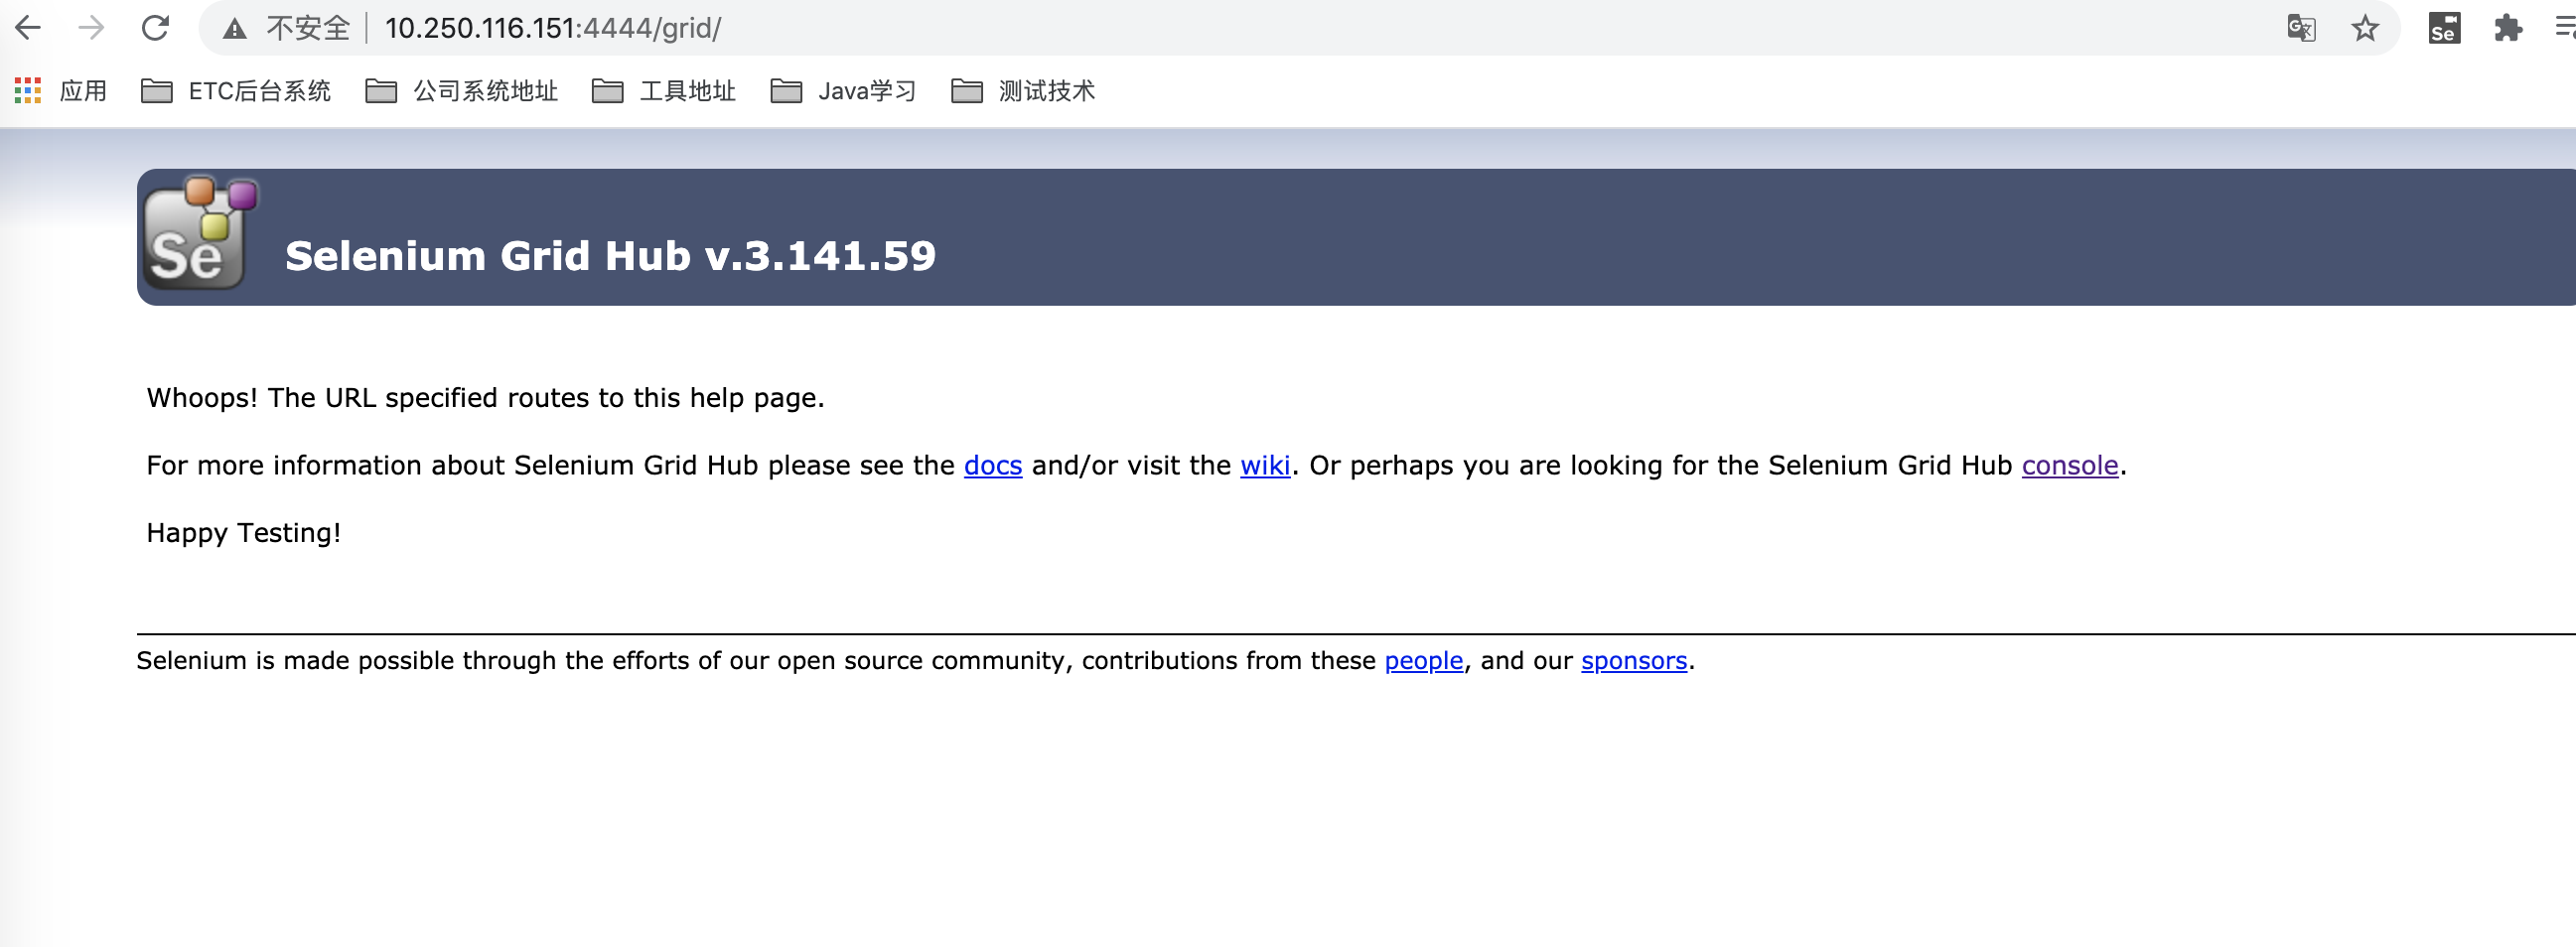 不安全 10.250.116.151:4444/grid/
Se
应用 ETC后台系统 公司系统地址 工具地址 Java学习 测试技术
Se
Selenium Grid Hub v.3.141.59
Whoops! The URL specified routes to this help page.
For more information about Selenium Grid Hub please see the docs and/or visit the wiki. Or perhaps you are looking for the Selenium Grid Hub console.
Happy Testing!
Selenium is made possible through the efforts of our open source community, contributions from these people, and our sponsors.